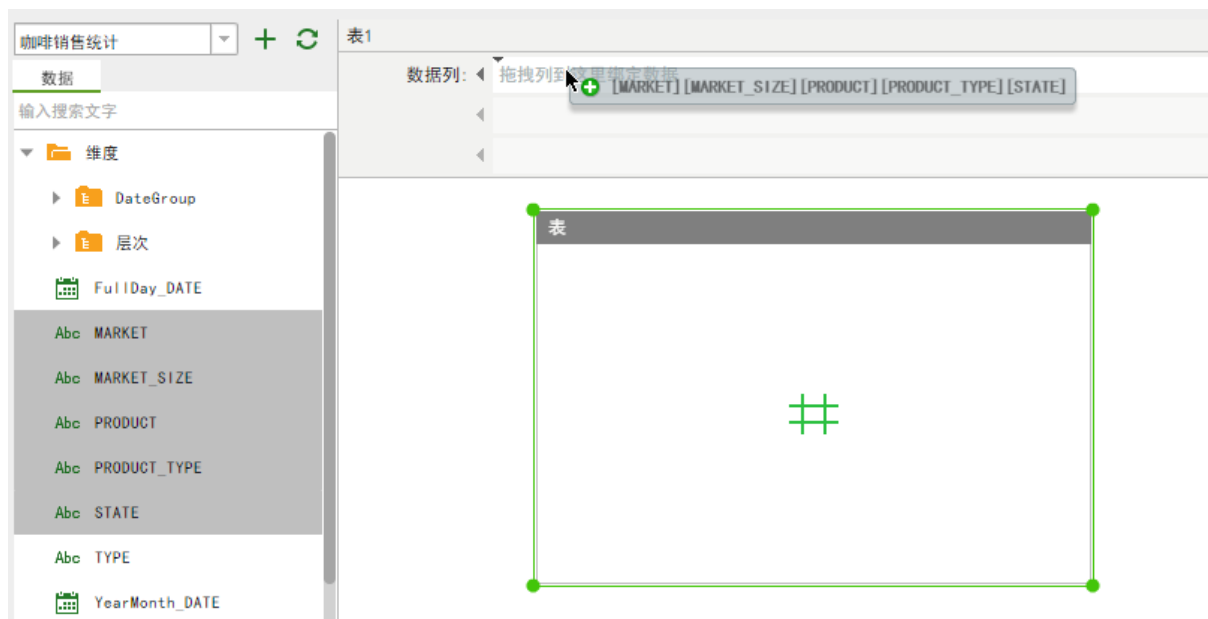 咖啡销售统计
数据
输入搜索文字
维度
DateGroup
层次
FullDay_DATE
Abc MARKET
Abc MARKET_SIZE
Abc PRODUCT
Abc PRODUCT_TYPE
Abc STATE
Abc TYPE
YearMonth_DATE
表1
数据列: 拖拽列到这里绑定数据
[MARKET][MARKET_SIZE][PRODUCT][PRODUCT_TYPE][STATE]
表